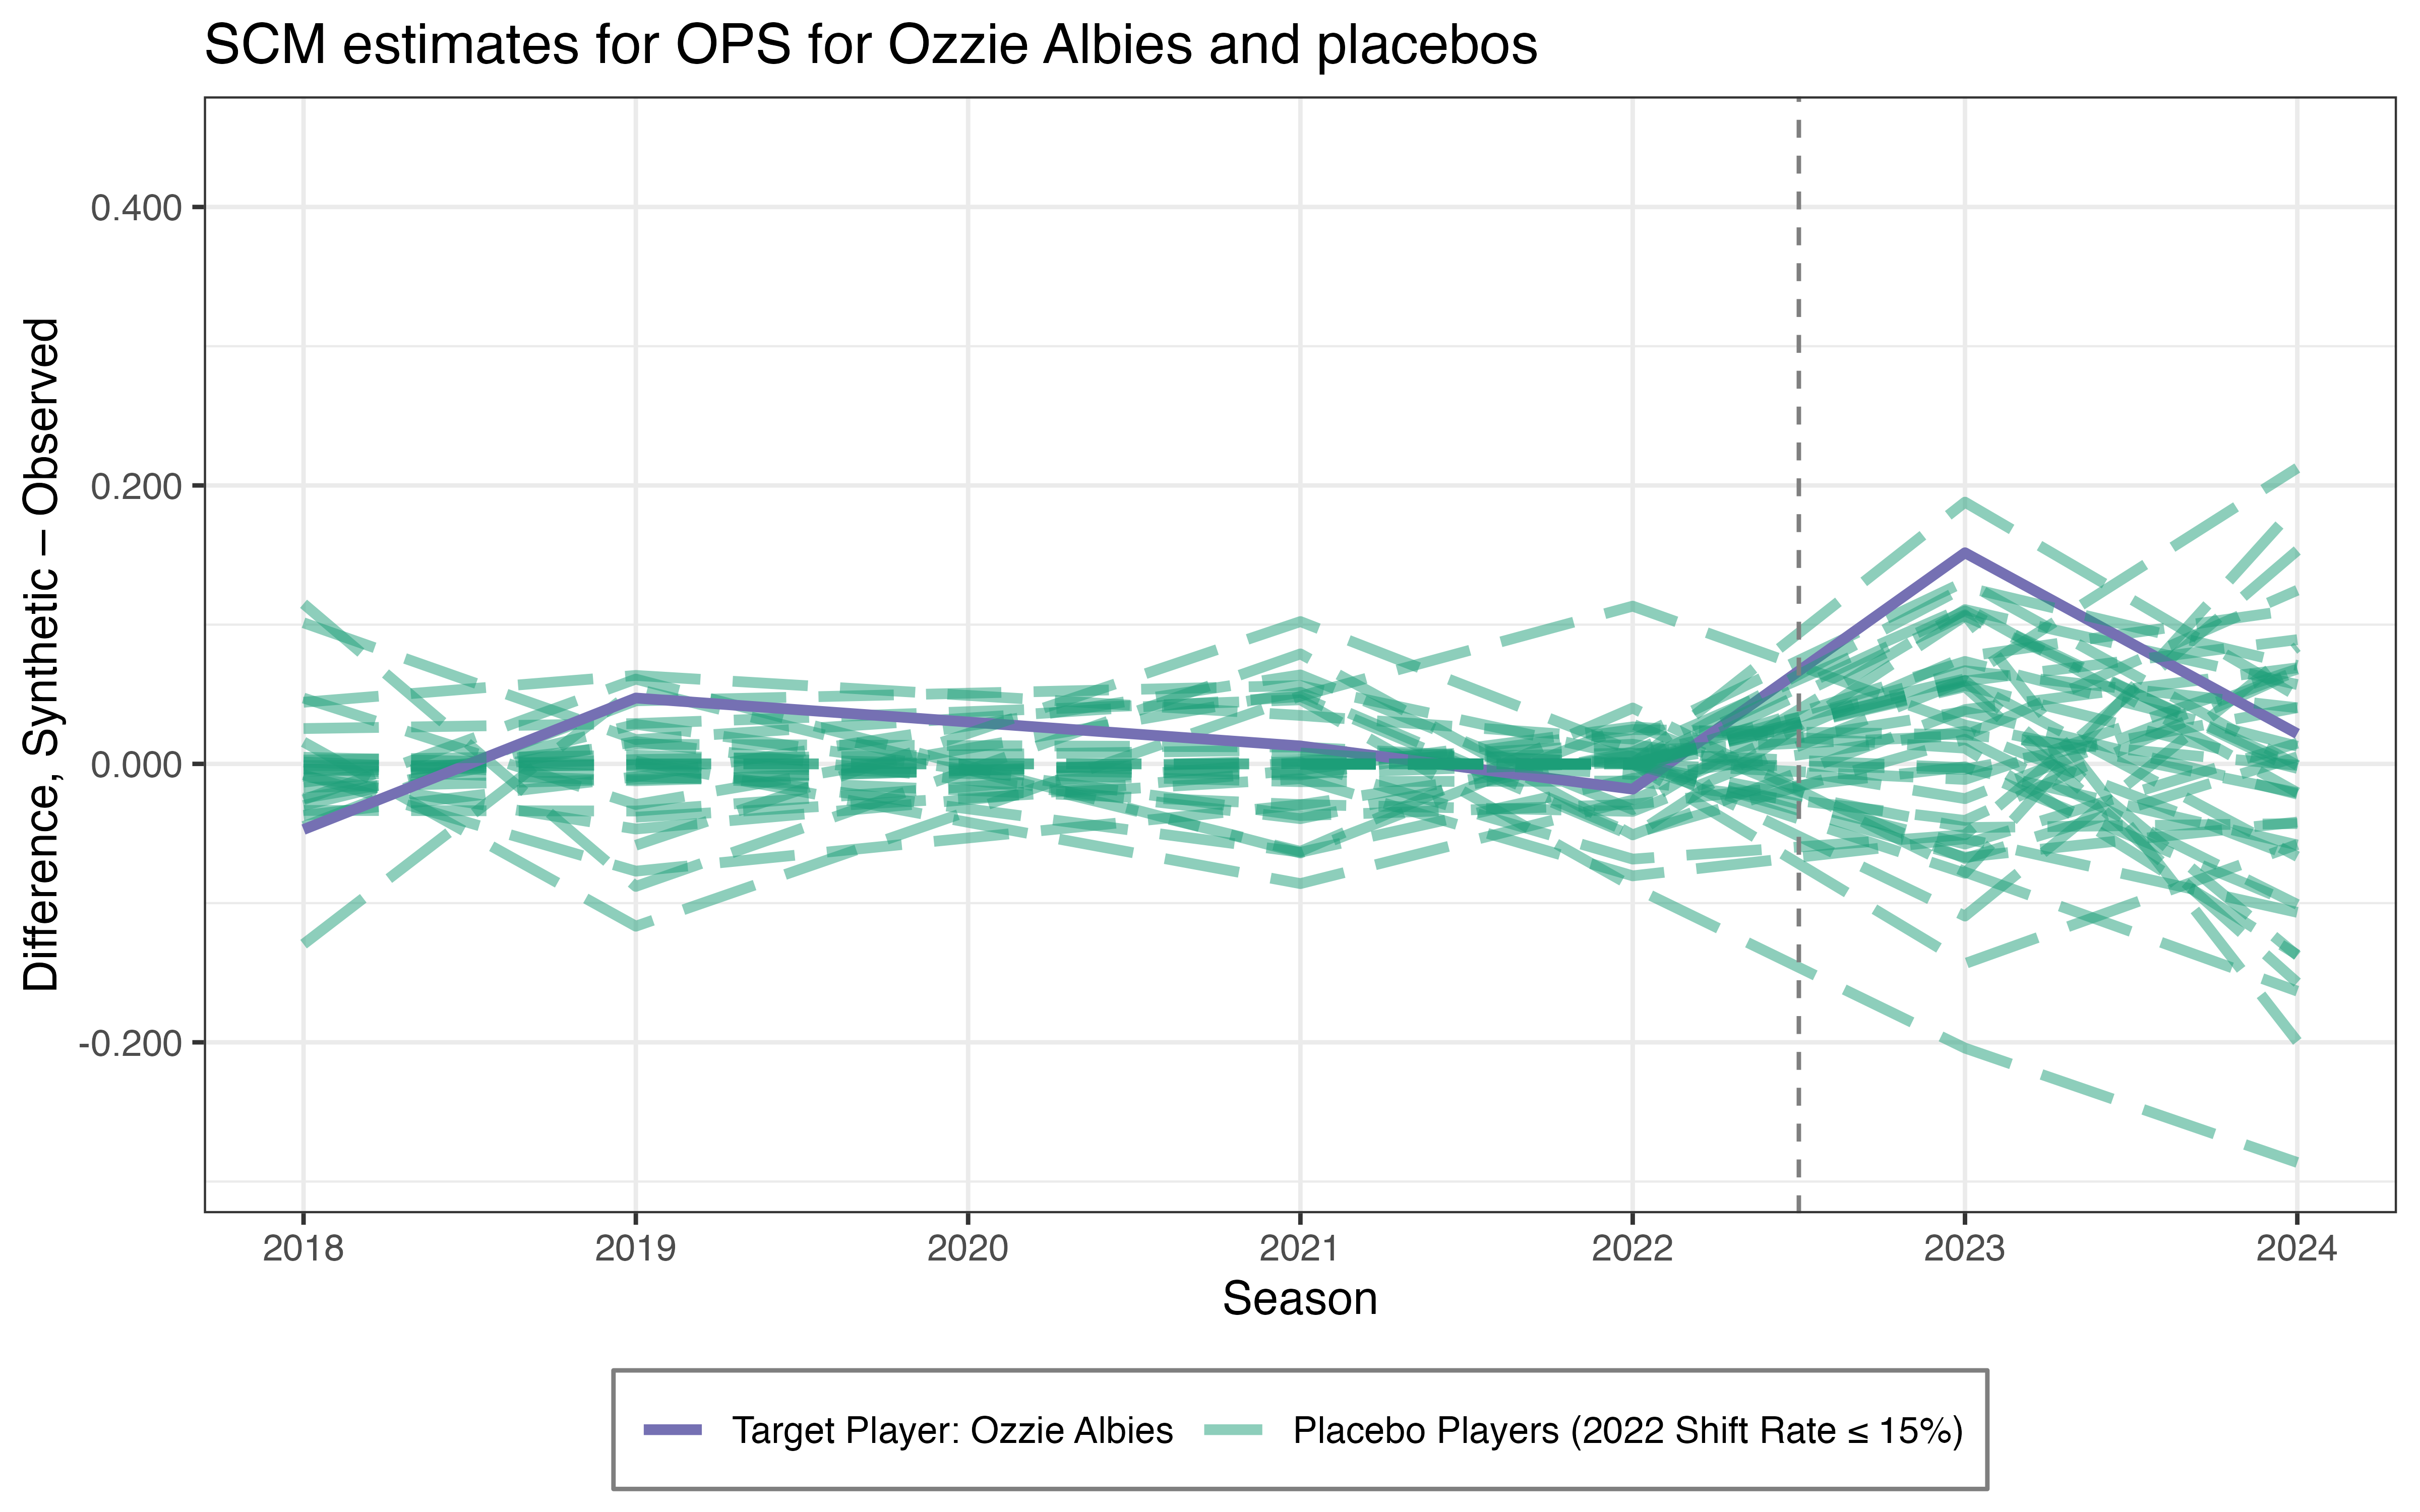 SCM estimates for OPS for Ozzie Albies and placebos
Difference, Synthetic – Observed
0.400
0.200
0.000
-0.200
2018 2019 2020 2021 2022 2023 2024
Season
Target Player: Ozzie Albies Placebo Players (2022 Shift Rate ≤ 15%)